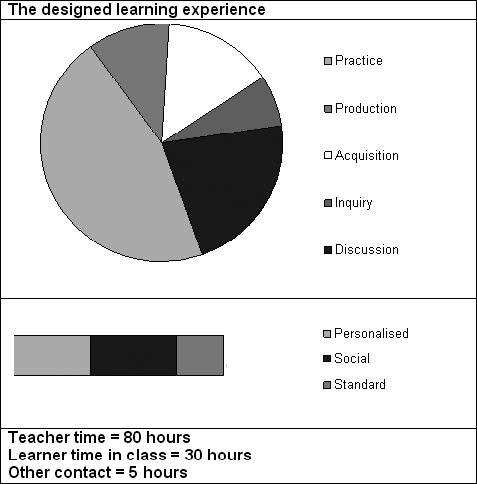 The designed learning experience
Practice
Production
Acquisition
Inquiry
Discussion
Personalised
Social
Standard
Teacher time = 80 hours
Learner time in class = 30 hours
Other contact = 5 hours